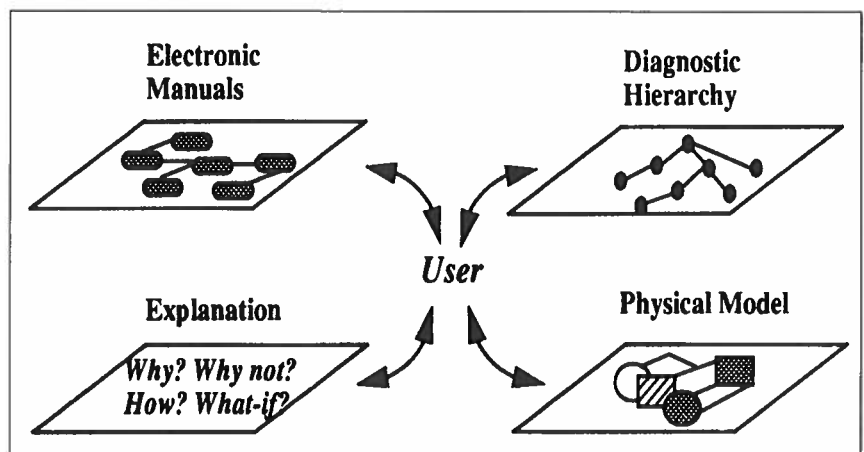 Electronic
Manuals
Diagnostic
Hierarchy
User
Explanation
Why? Why not?
How? What-if?
Physical Model